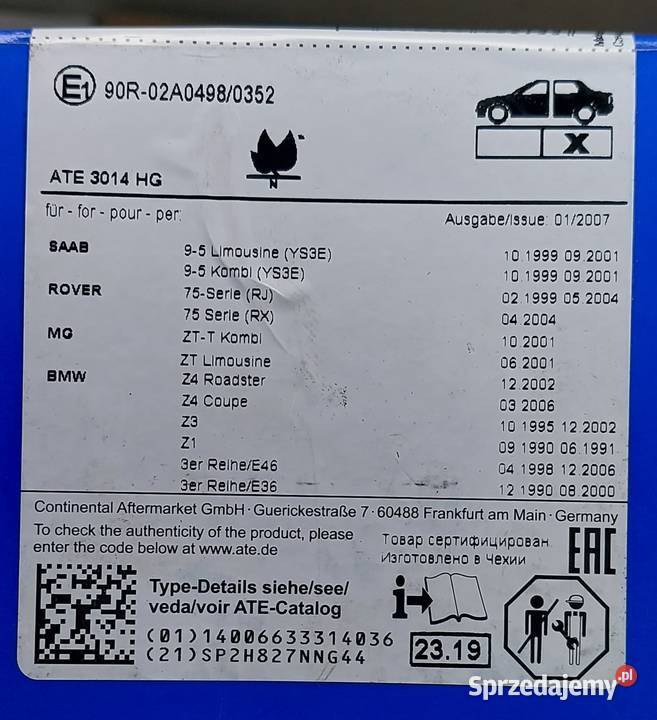 E1 90R-02A0498/0352
X
ATE 3014 HG
N
für - for - pour - per:
Ausgabe/Issue: 01/2007
SAAB 9-5 Limousine (YS3E) 10.1999 09.2001
9-5 Kombi (YS3E) 10.1999 09.2001
ROVER 75-Serie (RJ) 02.1999 05.2004
75 Serie (RX) 04.2004
MG ZT-T Kombi 10.2001
ZT Limousine 06.2001
BMW Z4 Roadster 12.2002
Z4 Coupe 03.2006
Z3 10.1995 12.2002
Z1 09.1990 06.1991
3er Reihe/E46 04.1998 12.2006
3er Reihe/E36 12.1990 08.2000
Continental Aftermarket GmbH · Guerickestraße 7 · 60488 Frankfurt am Main · Germany
To check the authenticity of the product, please
enter the code below at www.ate.de
Товар сертифицирован
Изготовлено в Чехии
EAC
Type-Details siehe/see/
veda/voir ATE-Catalog
i
(01)14006633314036
(21)SP2H827NNG44
23.19
Sprzedajemy.pl